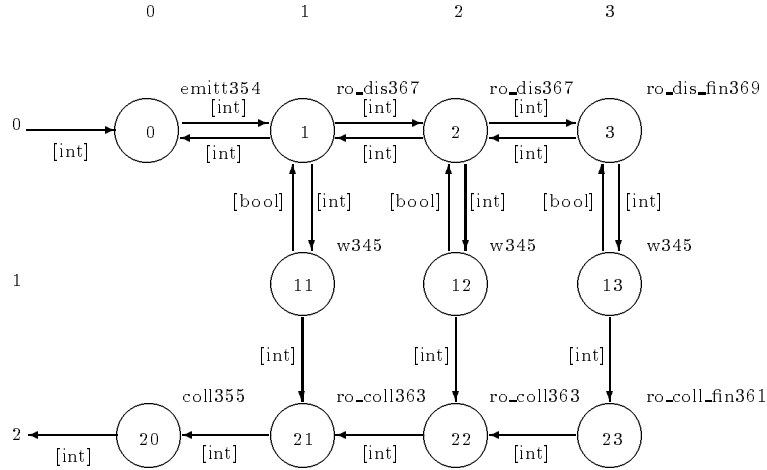 0 1 2 3
emitt354 ro_dis367 ro_dis367 ro_dis_fin369
[int] [int] [int]
0 0 1 2 3
[int] [int] [int] [int]
[bool] [int] [bool] [int] [bool] [int]
w345 w345 w345
1 11 12 13
[int] [int] [int]
coll355 ro_coll363 ro_coll363 ro_coll_fin361
2 20 21 22 23
[int] [int] [int] [int]